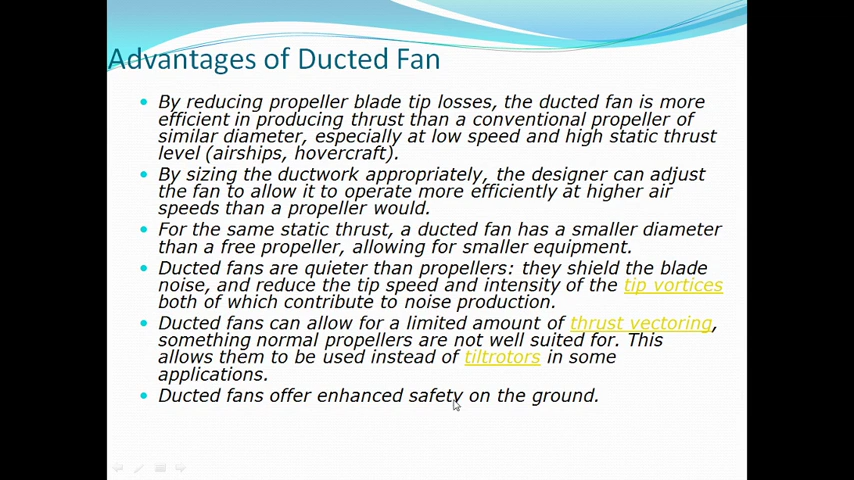 Advantages of Ducted Fan
By reducing propeller blade tip losses, the ducted fan is more
efficient in producing thrust than a conventional propeller of
similar diameter, especially at low speed and high static thrust
level (airships, hovercraft).
By sizing the ductwork appropriately, the designer can adjust
the fan to allow it to operate more efficiently at higher air
speeds than a propeller would.
For the same static thrust, a ducted fan has a smaller diameter
than a free propeller, allowing for smaller equipment.
Ducted fans are quieter than propellers: they shield the blade
noise, and reduce the tip speed and intensity of the tip vortices
both of which contribute to noise production.
Ducted fans can allow for a limited amount of thrust vectoring,
something normal propellers are not well suited for. This
allows them to be used instead of tiltrotors in some
applications.
Ducted fans offer enhanced safety on the ground.